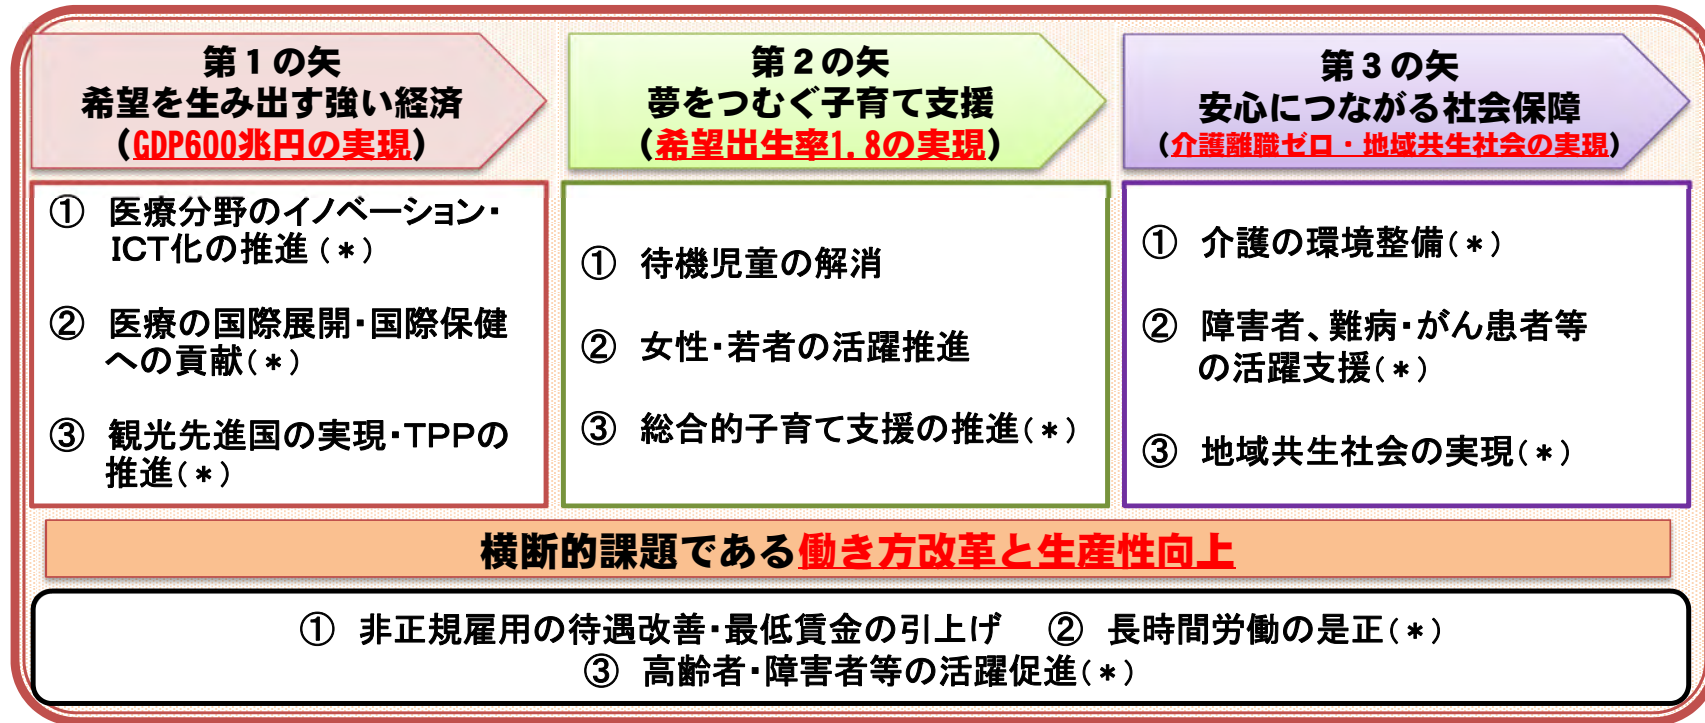 第１の矢
希望を生み出す強い経済
（GDP600兆円の実現）
① 医療分野のイノベーション・
ICT化の推進（＊）
② 医療の国際展開・国際保健
への貢献（＊）
③ 観光先進国の実現・TPPの
推進（＊）
第２の矢
夢をつむぐ子育て支援
（希望出生率1.8の実現）
① 待機児童の解消
② 女性・若者の活躍推進
③ 総合的子育て支援の推進（＊）
第３の矢
安心につながる社会保障
（介護離職ゼロ・地域共生社会の実現）
① 介護の環境整備（＊）
② 障害者、難病・がん患者等
の活躍支援（＊）
③ 地域共生社会の実現（＊）
横断的課題である働き方改革と生産性向上
① 非正規雇用の待遇改善・最低賃金の引上げ　② 長時間労働の是正（＊）
③ 高齢者・障害者等の活躍促進（＊）